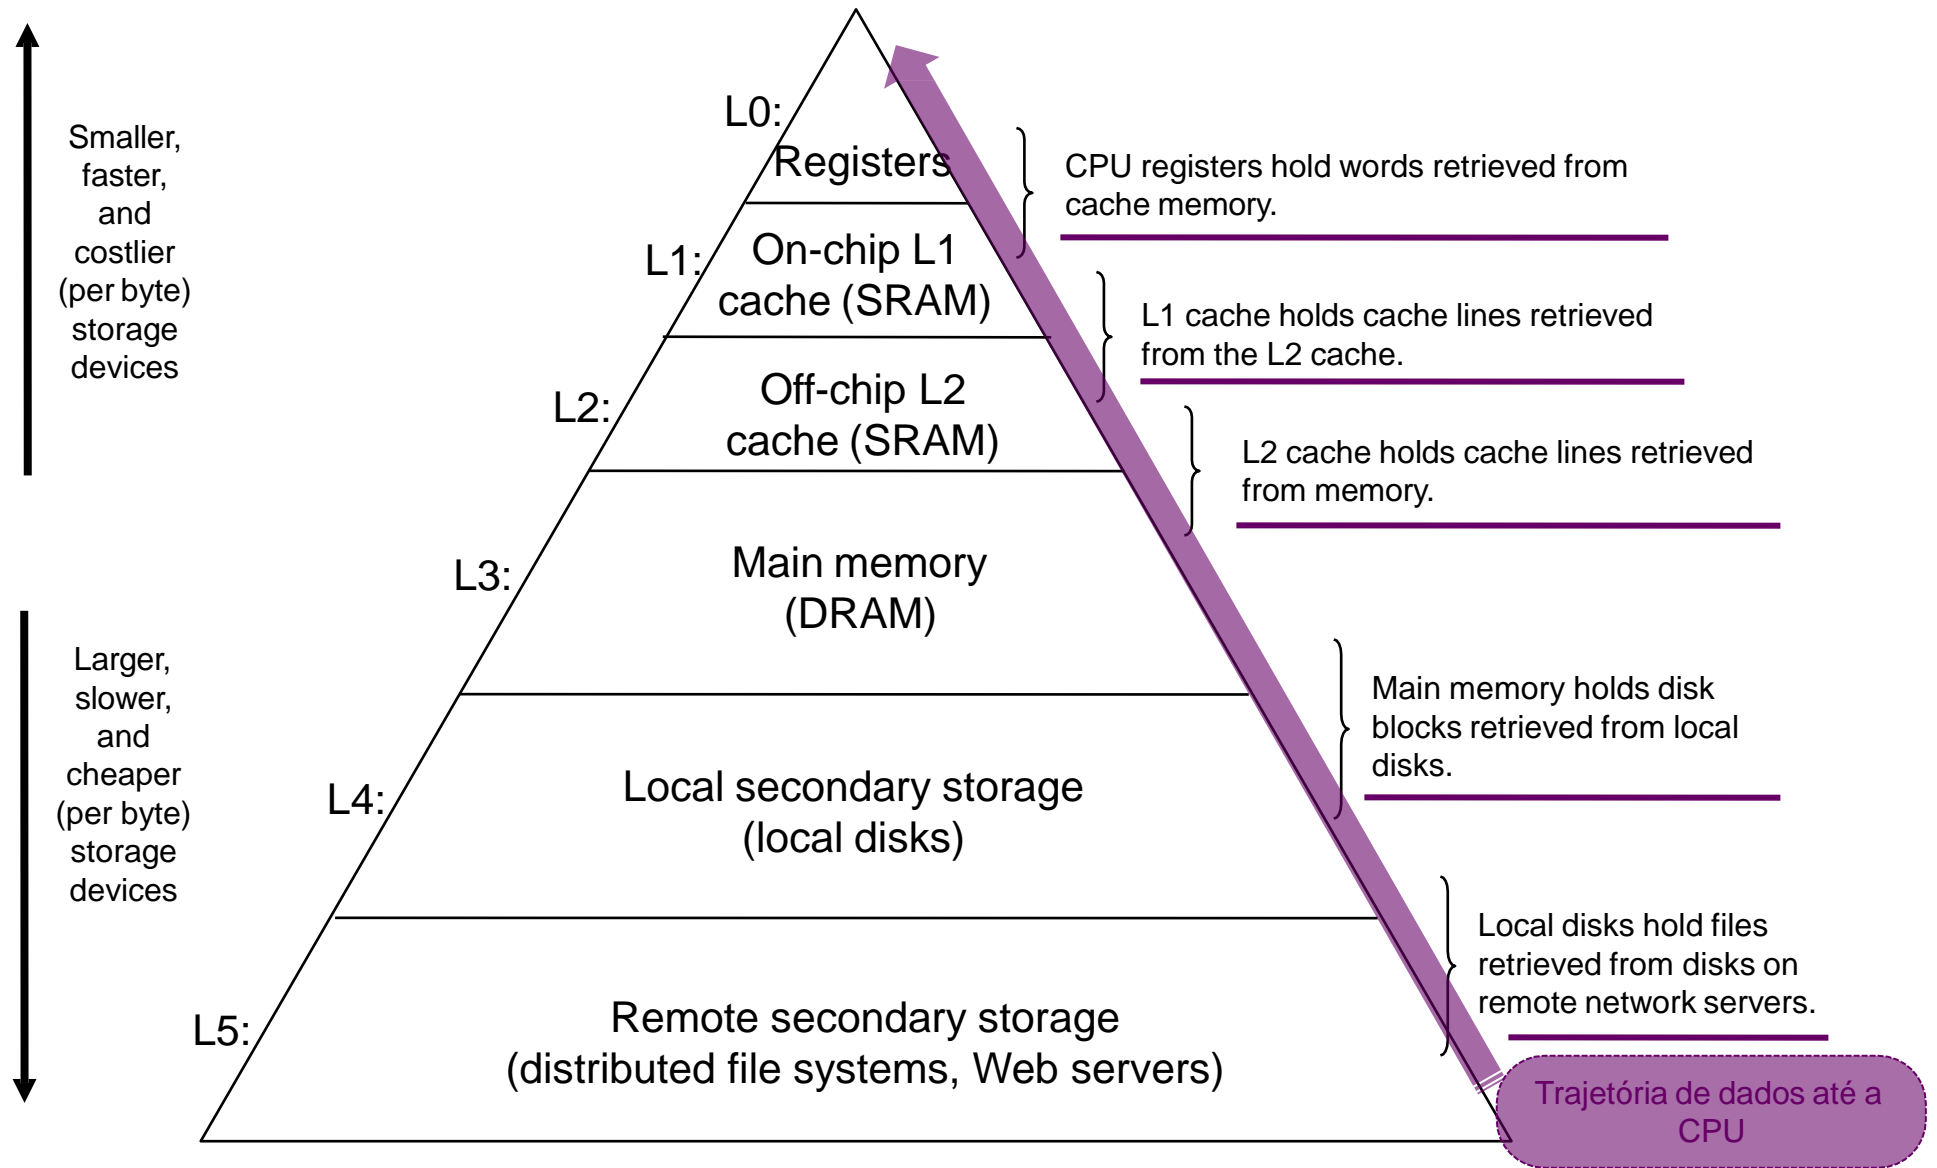 Smaller,
faster,
and
costlier
(per byte)
storage
devices
Larger,
slower,
and
cheaper
(per byte)
storage
devices
L0:
Registers
CPU registers hold words retrieved from
cache memory.
L1:
On-chip L1
cache (SRAM)
L1 cache holds cache lines retrieved
from the L2 cache.
L2:
Off-chip L2
cache (SRAM)
L2 cache holds cache lines retrieved
from memory.
L3:
Main memory
(DRAM)
Main memory holds disk
blocks retrieved from local
disks.
L4:
Local secondary storage
(local disks)
Local disks hold files
retrieved from disks on
remote network servers.
L5:
Remote secondary storage
(distributed file systems, Web servers)
Trajetória de dados até a
CPU